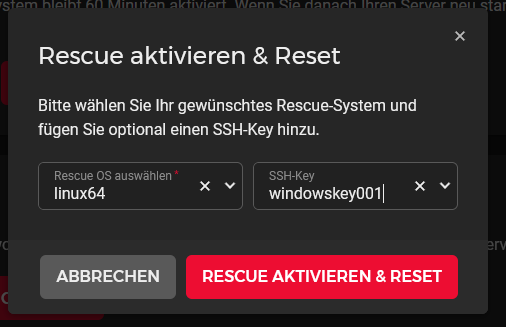 ystem bleibt 60 Minuten aktiviert. Wenn Sie danach Ihren Server neu star
Rescue aktivieren & Reset
Bitte wählen Sie Ihr gewünschtes Rescue-System und
fügen Sie optional einen SSH-Key hinzu.
Rescue OS auswählen *
linux64
SSH-Key
windowskey001
ABBRECHEN
RESCUE AKTIVIEREN & RESET